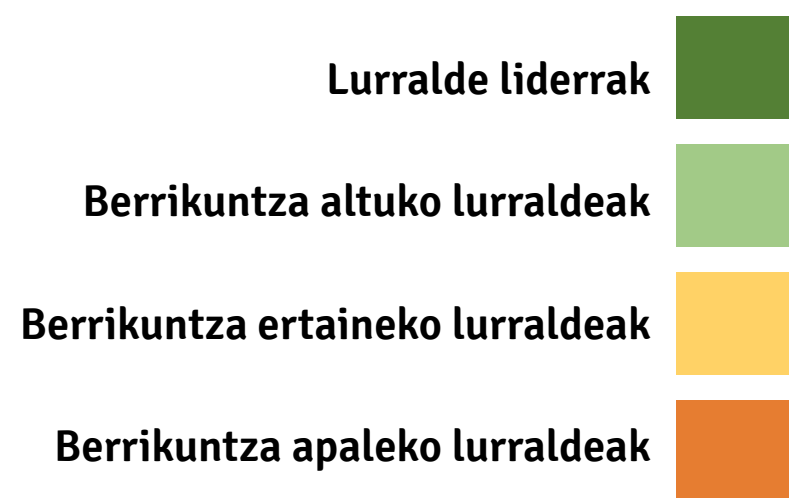 Lurralde liderrak
Berrikuntza altuko lurraldeak
Berrikuntza ertaineko lurraldeak
Berrikuntza apaleko lurraldeak